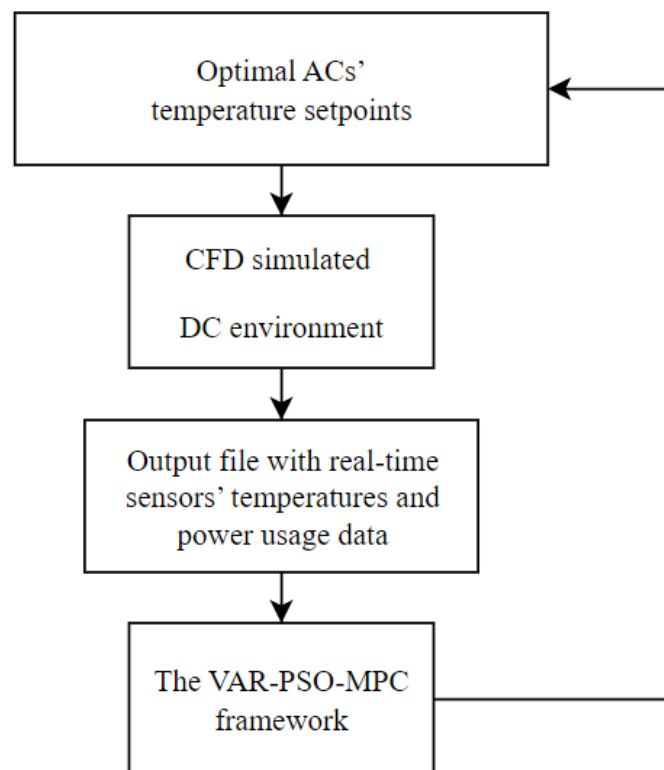 Optimal ACs’
temperature setpoints
CFD simulated
DC environment
Output file with real-time
sensors’ temperatures and
power usage data
The VAR-PSO-MPC
framework